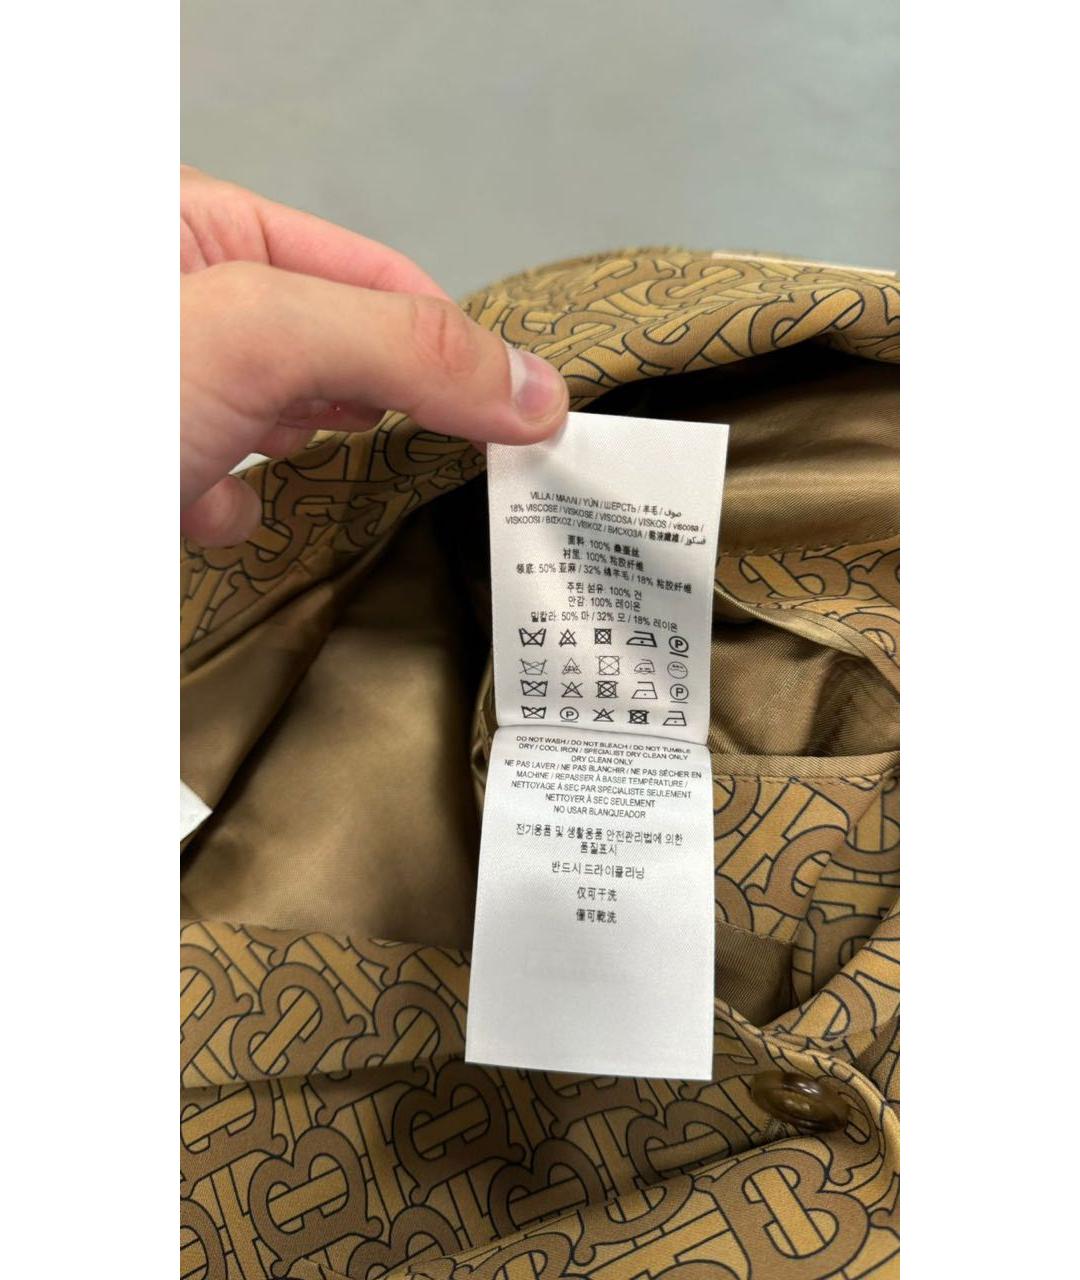 VILLA / ΜΑΛΛΙ / YÜN / ШЕРСТЬ / 羊毛 / صوف /
18% VISCOSE / VISKOSE / VISCOSA / VISKOS / viscosa /
VISKOOSI / ΒΙΣΚΟΖ / VİSKOZ / ВИСКОЗА / 黏液纖維 / فسكوز
面料: 100% 桑蚕丝
衬里: 100% 粘胶纤维
领底: 50% 亚麻 / 32% 绵羊毛 / 18% 粘胶纤维
주된 섬유: 100% 견
안감: 100% 레이온
밑칼라: 50% 마 / 32% 모 / 18% 레이온
P
P
P
DO NOT WASH / DO NOT BLEACH / DO NOT TUMBLE
DRY / COOL IRON / SPECIALIST DRY CLEAN ONLY
DRY CLEAN ONLY
NE PAS LAVER / NE PAS BLANCHIR / NE PAS SÉCHER EN
MACHINE / REPASSER À BASSE TEMPÉRATURE /
NETTOYAGE À SEC PAR SPÉCIALISTE SEULEMENT
NETTOYER À SEC SEULEMENT
NO USAR BLANQUEADOR
전기용품 및 생활용품 안전관리법에 의한
품질표시
반드시 드라이클리닝
仅可干洗
僅可乾洗